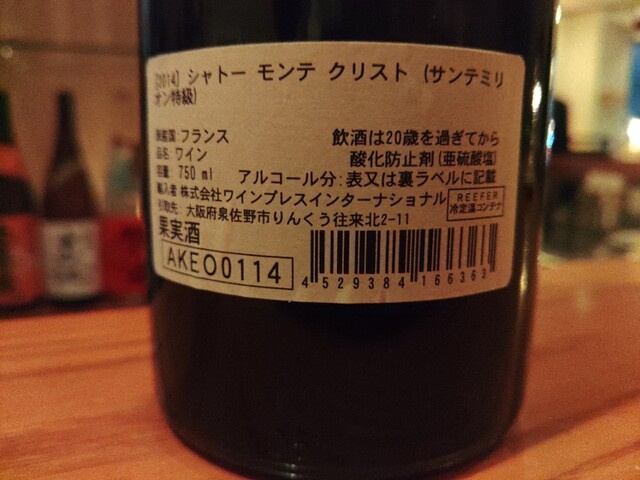 [2014] シャトー モンテ クリスト (サンテミリ
オン特級)
原産国:フランス
飲酒は20歳を過ぎてから
品名:ワイン
酸化防止剤(亜硫酸塩)
容量:750 ml
アルコール分:表又は裏ラベルに記載
輸入者:株式会社ワインプレスインターナショナル
REEFER
冷定温コンテナ
引取先:大阪府泉佐野市りんくう往来北2-11
果実酒
AKE00114
4 529384 166363